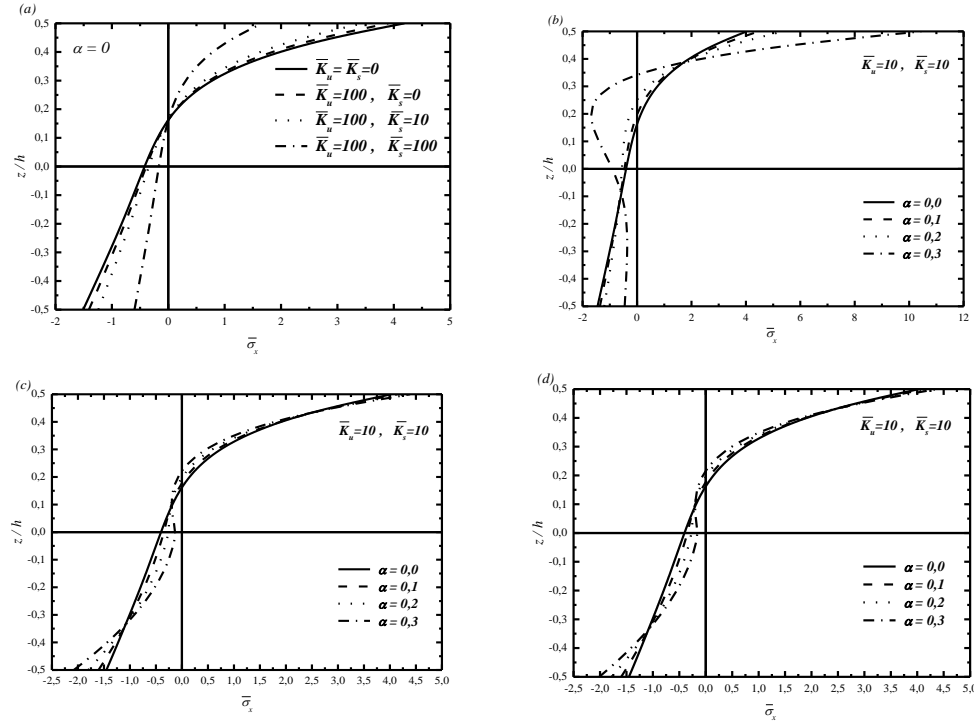 (a)
0,5
0,4
0,3
0,2
0,1
0,0
-0,1
-0,2
-0,3
-0,4
0,5
z / h
α = 0
K̅u = K̅s=0
K̅u=100 , K̅s=0
K̅u=100 , K̅s=10
K̅u=100 , K̅s=100
-2 -1 0 1 2 3 4 5
σ̅x
(b)
0,5
0,4
0,3
0,2
0,1
0,0
-0,1
-0,2
-0,3
-0,4
-0,5
z / h
K̅u=10 , K̅s=10
α = 0,0
α = 0,1
α = 0,2
α = 0,3
-2 0 2 4 6 8 10 12
σ̅x
(c)
0,5
0,4
0,3
0,2
0,1
0,0
-0,1
-0,2
-0,3
-0,4
-0,5
z / h
K̅u=10 , K̅s=10
α = 0,0
α = 0,1
α = 0,2
α = 0,3
-2,5 -2,0 -1,5 -1,0 -0,5 0,0 0,5 1,0 1,5 2,0 2,5 3,0 3,5 4,0 4,5 5,0
σ̅x
(d)
0,5
0,4
0,3
0,2
0,1
0,0
-0,1
-0,2
-0,3
-0,4
-0,5
z / h
K̅u=10 , K̅s=10
α = 0,0
α = 0,1
α = 0,2
α = 0,3
-2,5 -2,0 -1,5 -1,0 -0,5 0,0 0,5 1,0 1,5 2,0 2,5 3,0 3,5 4,0 4,5 5,0
σ̅x